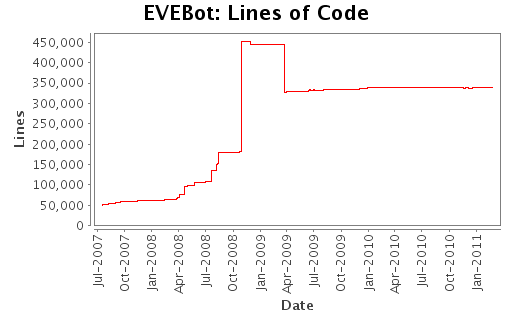 EVEBot: Lines of Code
450,000
400,000
350,000
300,000
250,000
200,000
150,000
100,000
50,000
0
Lines
Jul-2007
Oct-2007
Jan-2008
Apr-2008
Jul-2008
Oct-2008
Jan-2009
Apr-2009
Jul-2009
Oct-2009
Jan-2010
Apr-2010
Jul-2010
Oct-2010
Jan-2011
Date